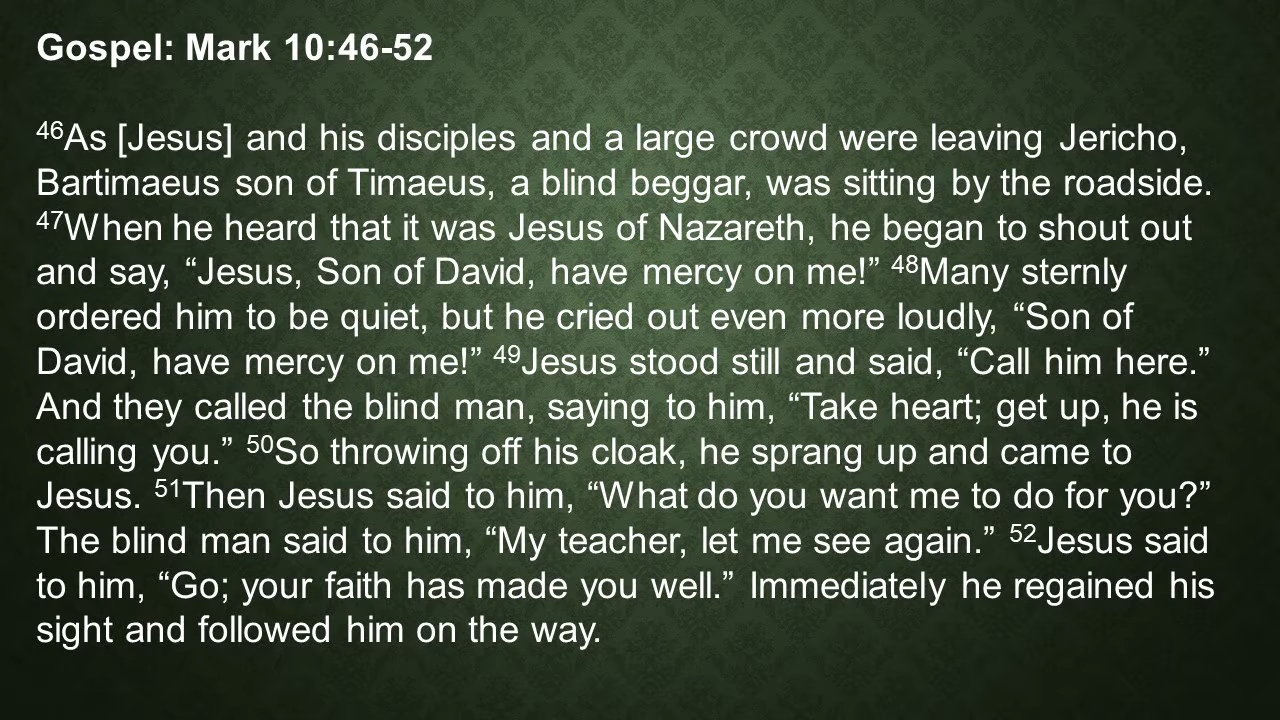 Gospel: Mark 10:46-52
46As [Jesus] and his disciples and a large crowd were leaving Jericho,
Bartimaeus son of Timaeus, a blind beggar, was sitting by the roadside.
47When he heard that it was Jesus of Nazareth, he began to shout out
and say, “Jesus, Son of David, have mercy on me!” 48Many sternly
ordered him to be quiet, but he cried out even more loudly, “Son of
David, have mercy on me!” 49Jesus stood still and said, “Call him here.”
And they called the blind man, saying to him, “Take heart; get up, he is
calling you.” 50So throwing off his cloak, he sprang up and came to
Jesus. 51Then Jesus said to him, “What do you want me to do for you?”
The blind man said to him, “My teacher, let me see again.” 52Jesus said
to him, “Go; your faith has made you well.” Immediately he regained his
sight and followed him on the way.